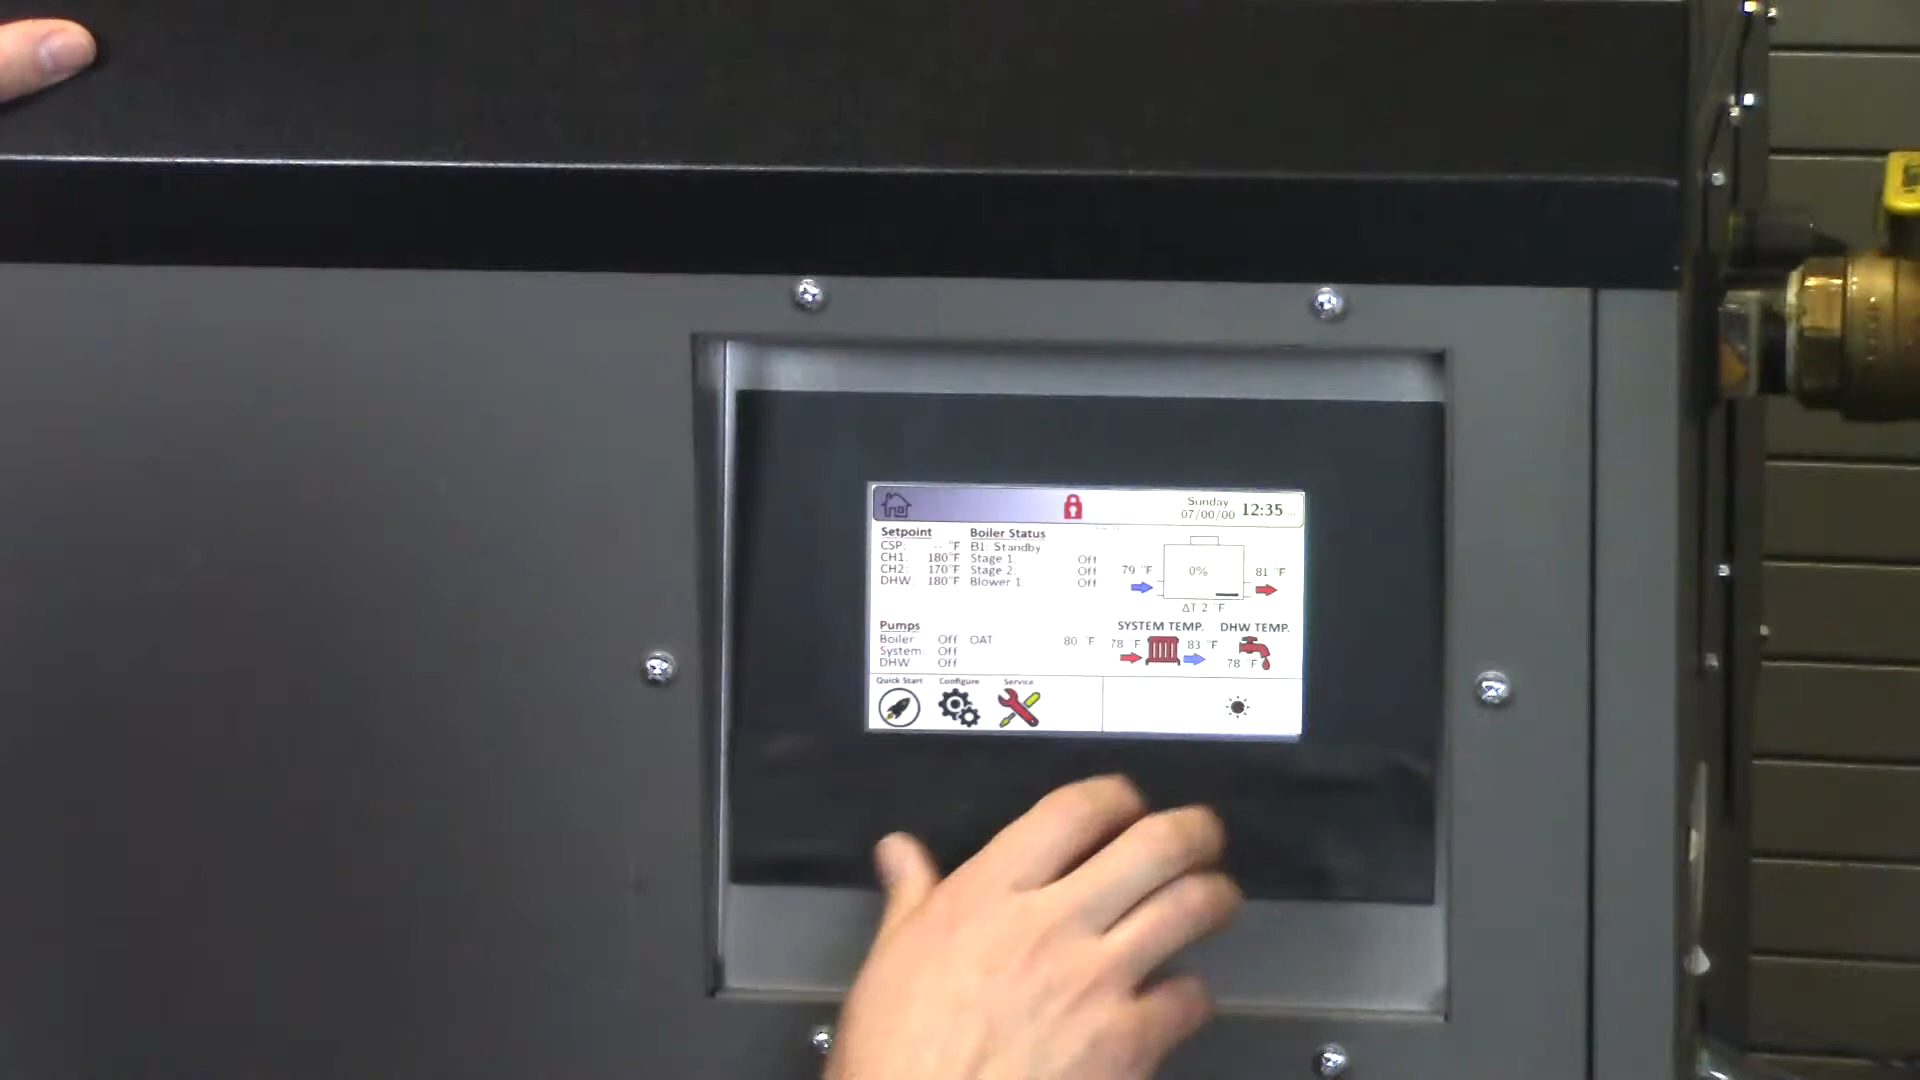 Sunday
07/00/00 12:35
Setpoint Boiler Status
CSP: -- °F B1: Standby
CH1: 180°F Stage 1: Off
CH2: 170°F Stage 2: Off
DHW: 180°F Blower 1 Off
79 °F 0% 81 °F
ΔT 2 °F
Pumps SYSTEM TEMP. DHW TEMP.
Boiler Off OAT 80 °F 78 °F 83 °F
System Off
DHW Off 78 °F
Quick Start Configure Service